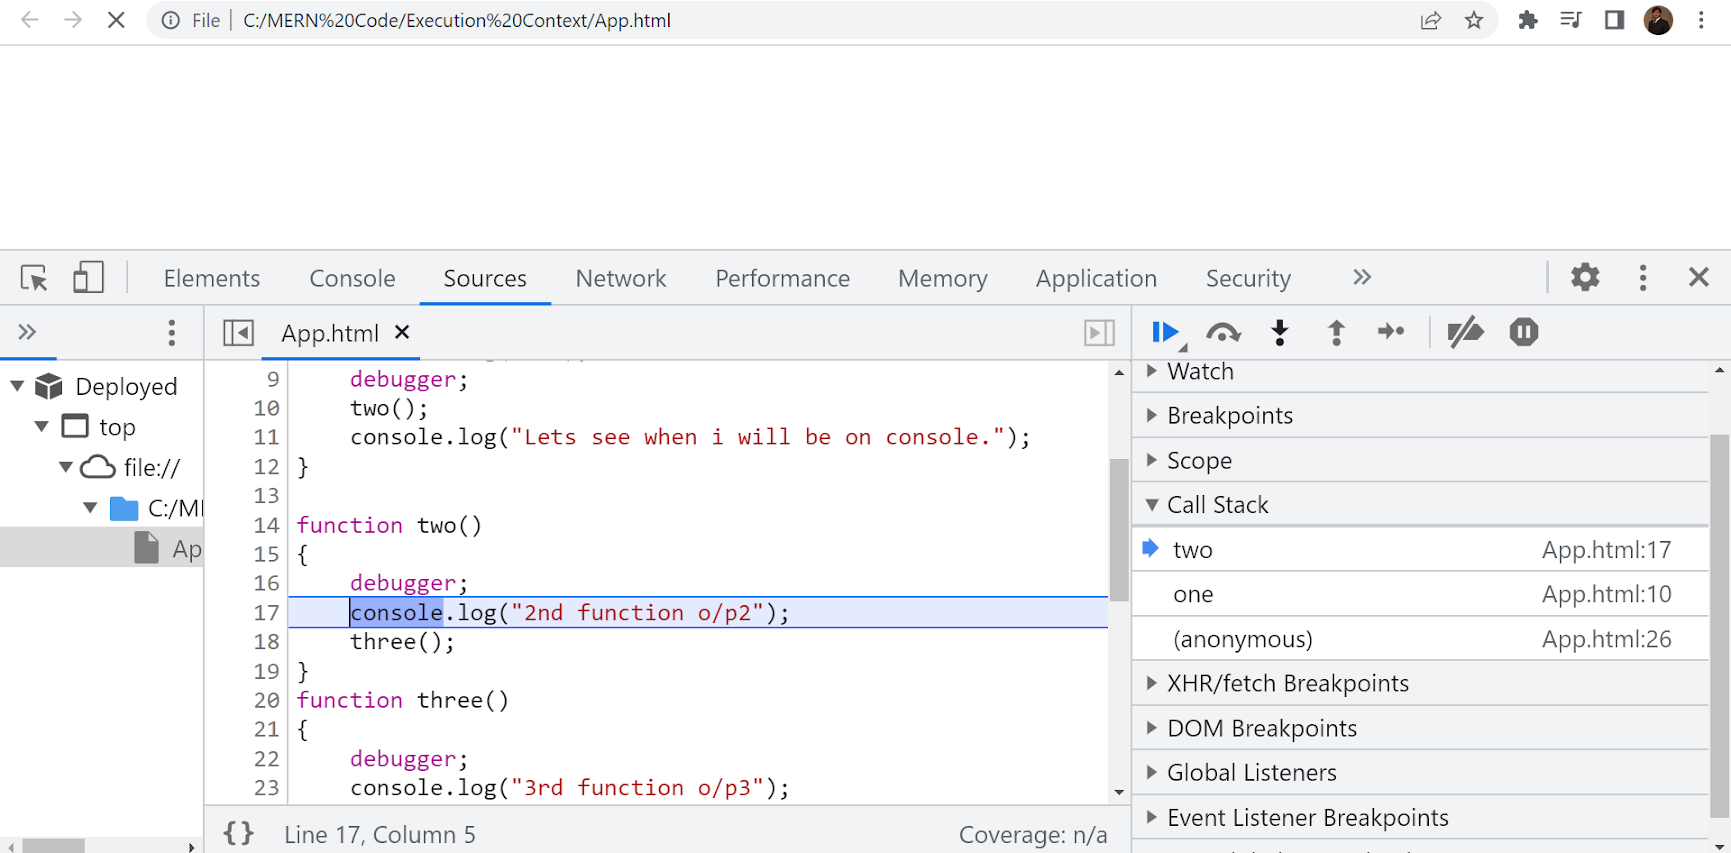 File C:/MERN%20Code/Execution%20Context/App.html
Elements Console Sources Network Performance Memory Application Security
App.html
Deployed
top
file://
C:/MI
Ap
9 debugger;
10 two();
11 console.log("Lets see when i will be on console.");
12 }
13
14 function two()
15 {
16 debugger;
17 console.log("2nd function o/p2");
18 three();
19 }
20 function three()
21 {
22 debugger;
23 console.log("3rd function o/p3");
{} Line 17, Column 5 Coverage: n/a
Watch
Breakpoints
Scope
Call Stack
two App.html:17
one App.html:10
(anonymous) App.html:26
XHR/fetch Breakpoints
DOM Breakpoints
Global Listeners
Event Listener Breakpoints